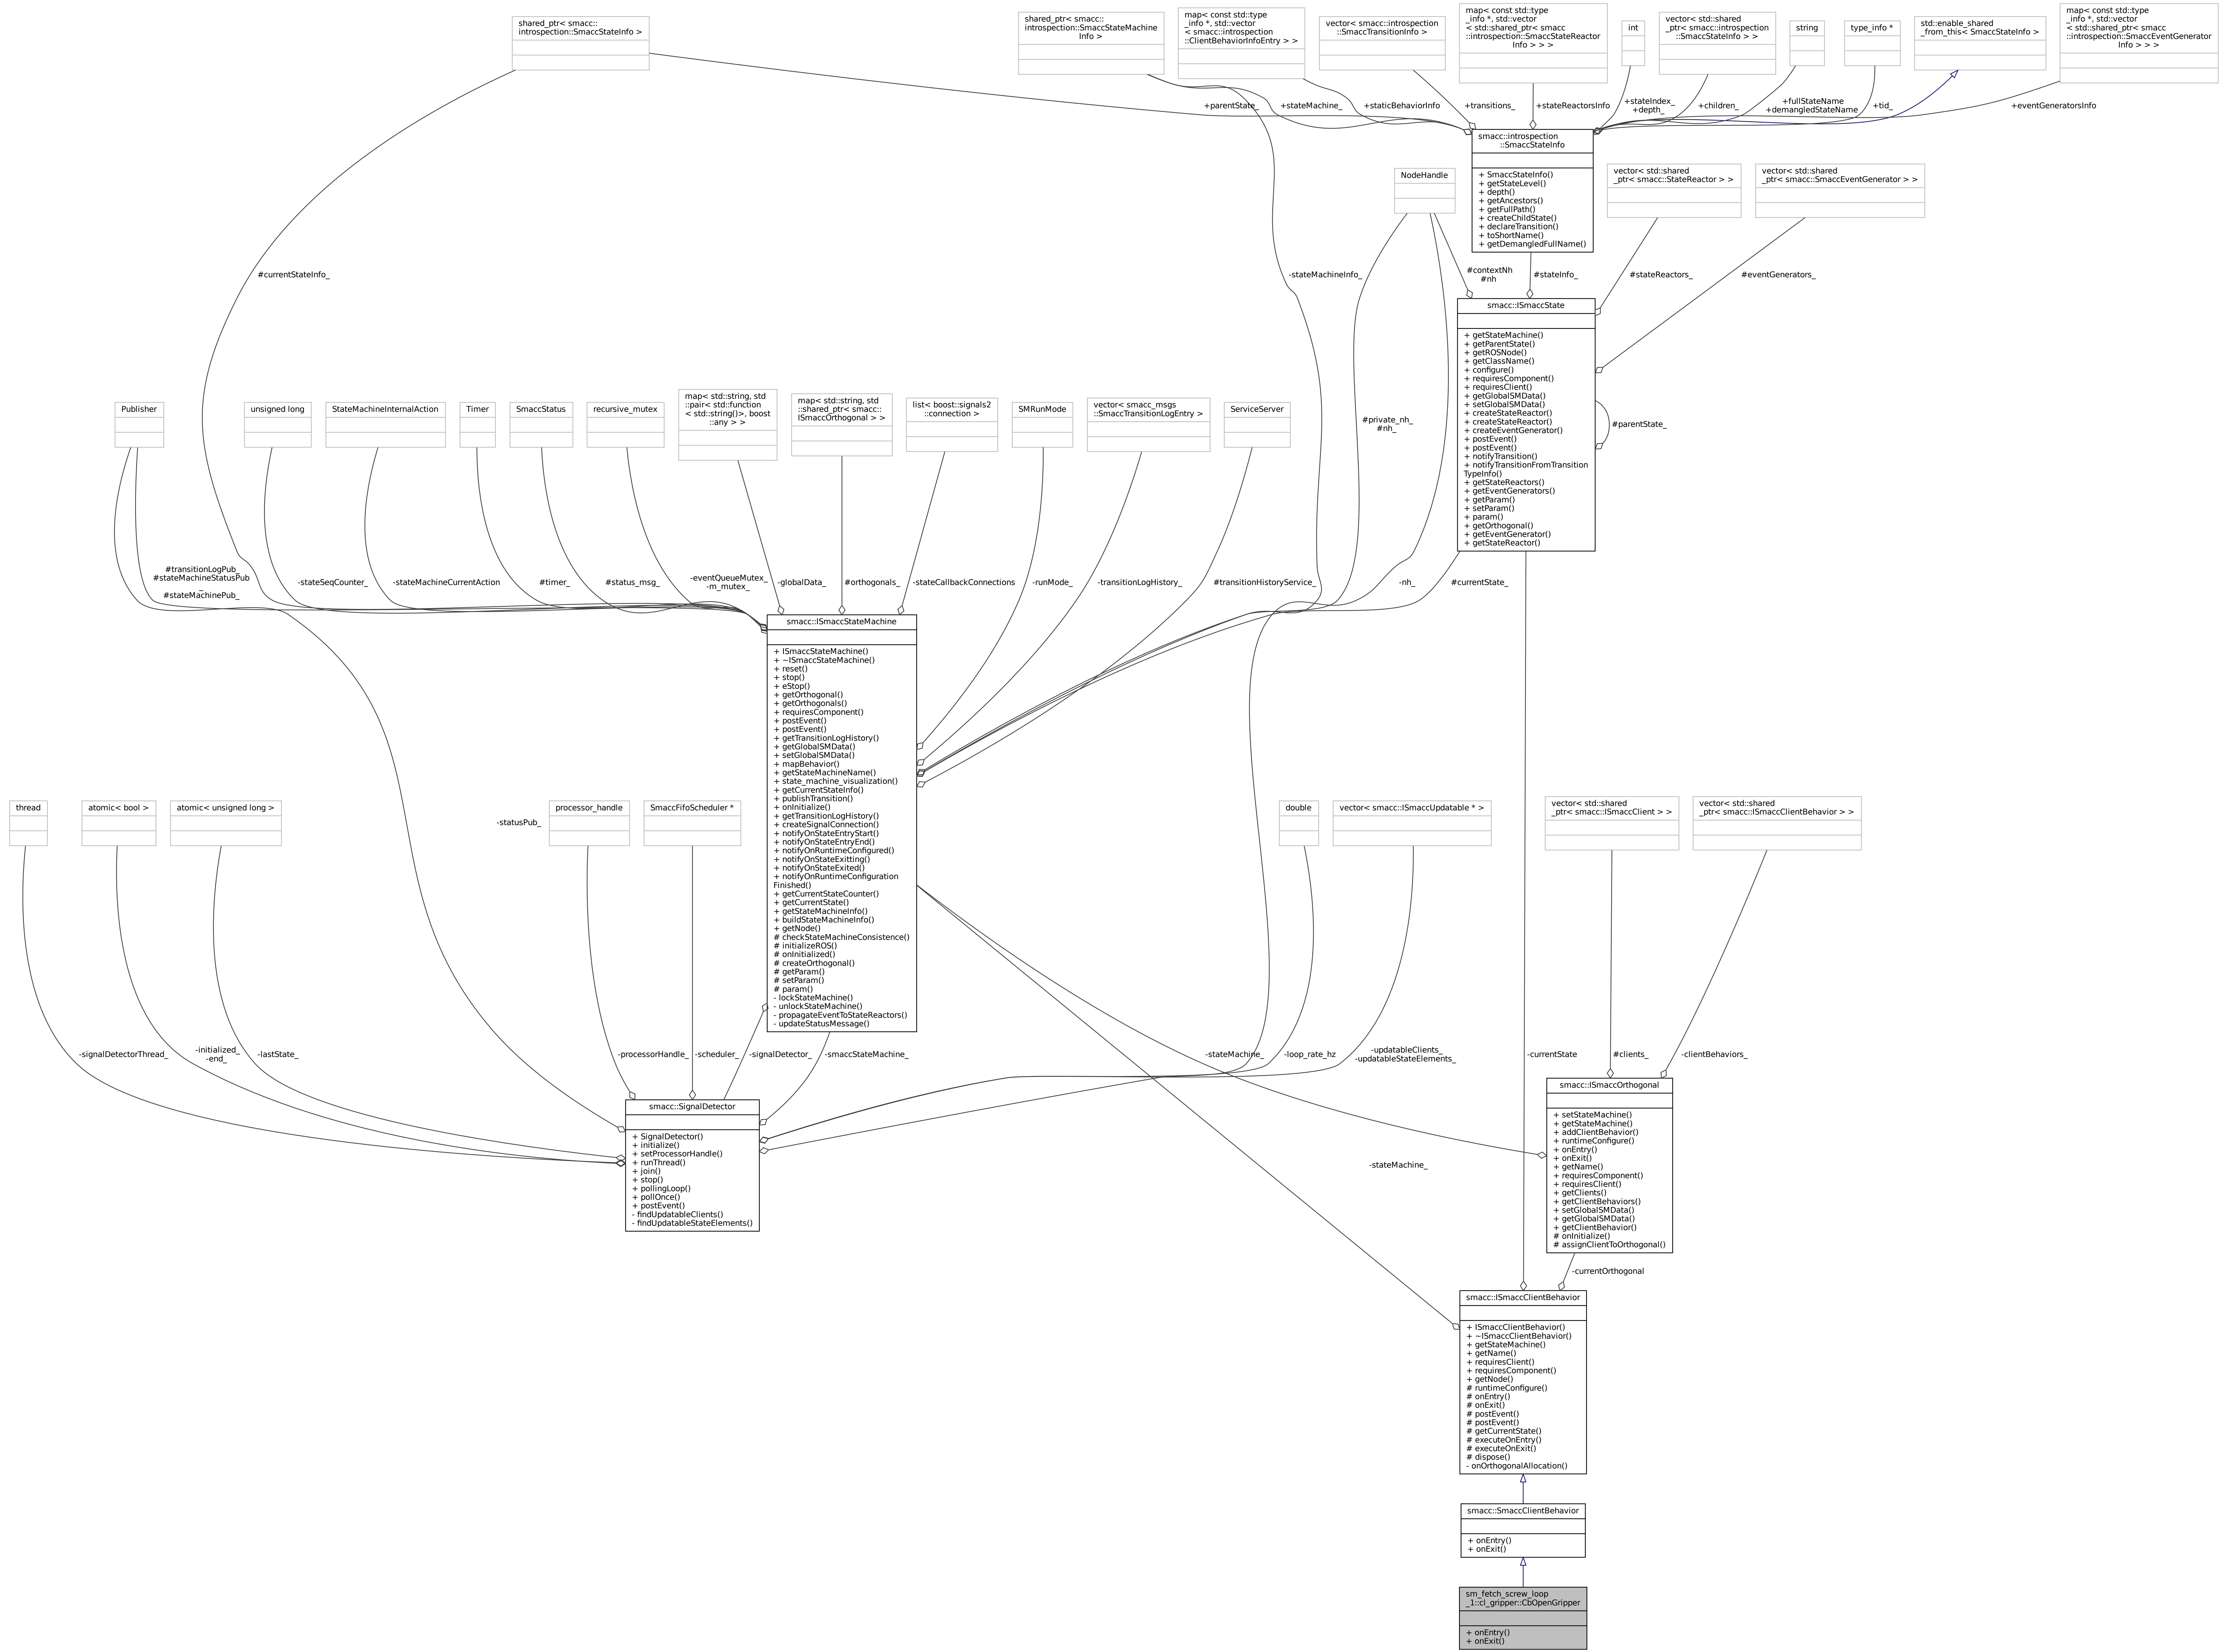 shared_ptr< smacc::
introspection::SmaccStateInfo >
shared_ptr< smacc::
introspection::SmaccStateMachine
Info >
map< const std::type
_info *, std::vector
< smacc::introspection
::ClientBehaviorInfoEntry > >
vector< smacc::introspection
::SmaccTransitionInfo >
map< const std::type
_info *, std::vector
< std::shared_ptr< smacc
::introspection::SmaccStateReactor
Info > > >
int
vector< std::shared
_ptr< smacc::introspection
::SmaccStateInfo > >
string
type_info *
std::enable_shared
_from_this< SmaccStateInfo >
map< const std::type
_info *, std::vector
< std::shared_ptr< smacc
::introspection::SmaccEventGenerator
Info > > >
+parentState_
+stateMachine_
+staticBehaviorInfo
+transitions_
+stateReactorsInfo
+stateIndex_
+depth_
+children_
+fullStateName
+demangledStateName
+tid_
+eventGeneratorsInfo
smacc::introspection
::SmaccStateInfo
+ SmaccStateInfo()
+ getStateLevel()
+ depth()
+ getAncestors()
+ getFullPath()
+ createChildState()
+ declareTransition()
+ toShortName()
+ getDemangledFullName()
NodeHandle
vector< std::shared
_ptr< smacc::StateReactor > >
vector< std::shared
_ptr< smacc::SmaccEventGenerator > >
#currentStateInfo_
-stateMachineInfo_
#contextNh
#nh
#stateInfo_
#stateReactors_
#eventGenerators_
smacc::ISmaccState
+ getStateMachine()
+ getParentState()
+ getROSNode()
+ getClassName()
+ configure()
+ requiresComponent()
+ requiresClient()
+ getGlobalSMData()
+ setGlobalSMData()
+ createStateReactor()
+ createStateReactor()
+ createEventGenerator()
+ postEvent()
+ postEvent()
+ notifyTransition()
+ notifyTransitionFromTransition
TypeInfo()
+ getStateReactors()
+ getEventGenerators()
+ getParam()
+ setParam()
+ param()
+ getOrthogonal()
+ getEventGenerator()
+ getStateReactor()
#parentState_
Publisher
unsigned long
StateMachineInternalAction
Timer
SmaccStatus
recursive_mutex
map< std::string, std
::pair< std::function
< std::string()>, boost
::any > >
map< std::string, std
::shared_ptr< smacc::
ISmaccOrthogonal > >
list< boost::signals2
::connection >
SMRunMode
vector< smacc_msgs
::SmaccTransitionLogEntry >
ServiceServer
#private_nh_
#nh_
#transitionLogPub_
#stateMachineStatusPub
_
#stateMachinePub_
-stateSeqCounter_
-stateMachineCurrentAction
#timer_
#status_msg_
-eventQueueMutex_
-m_mutex_
-globalData_
#orthogonals_
-stateCallbackConnections
-runMode_
-transitionLogHistory_
#transitionHistoryService_
-nh_
#currentState_
smacc::ISmaccStateMachine
+ ISmaccStateMachine()
+ ~ISmaccStateMachine()
+ reset()
+ stop()
+ eStop()
+ getOrthogonal()
+ getOrthogonals()
+ requiresComponent()
+ postEvent()
+ postEvent()
+ getTransitionLogHistory()
+ getGlobalSMData()
+ setGlobalSMData()
+ mapBehavior()
+ getStateMachineName()
+ state_machine_visualization()
+ getCurrentStateInfo()
+ publishTransition()
+ onInitialize()
+ getTransitionLogHistory()
+ createSignalConnection()
+ notifyOnStateEntryStart()
+ notifyOnStateEntryEnd()
+ notifyOnRuntimeConfigured()
+ notifyOnStateExitting()
+ notifyOnStateExited()
+ notifyOnRuntimeConfiguration
Finished()
+ getCurrentStateCounter()
+ getCurrentState()
+ getStateMachineInfo()
+ buildStateMachineInfo()
+ getNode()
# checkStateMachineConsistence()
# initializeROS()
# onInitialized()
# createOrthogonal()
# getParam()
# setParam()
# param()
- lockStateMachine()
- unlockStateMachine()
- propagateEventToStateReactors()
- updateStatusMessage()
thread
atomic< bool >
atomic< unsigned long >
-statusPub_
processor_handle
SmaccFifoScheduler *
double
vector< smacc::ISmaccUpdatable * >
vector< std::shared
_ptr< smacc::ISmaccClient > >
vector< std::shared
_ptr< smacc::ISmaccClientBehavior > >
-signalDetectorThread_
-initialized_
-end_
-lastState_
-processorHandle_
-scheduler_
-signalDetector_
-smaccStateMachine_
-stateMachine_
-loop_rate_hz
-updatableClients_
-updatableStateElements_
-currentState
#clients_
-clientBehaviors_
smacc::SignalDetector
+ SignalDetector()
+ initialize()
+ setProcessorHandle()
+ runThread()
+ join()
+ stop()
+ pollingLoop()
+ pollOnce()
+ postEvent()
- findUpdatableClients()
- findUpdatableStateElements()
smacc::ISmaccOrthogonal
+ setStateMachine()
+ getStateMachine()
+ addClientBehavior()
+ runtimeConfigure()
+ onEntry()
+ onExit()
+ getName()
+ requiresComponent()
+ requiresClient()
+ getClients()
+ getClientBehaviors()
+ setGlobalSMData()
+ getGlobalSMData()
+ getClientBehavior()
# onInitialize()
# assignClientToOrthogonal()
-stateMachine_
-currentOrthogonal
smacc::ISmaccClientBehavior
+ ISmaccClientBehavior()
+ ~ISmaccClientBehavior()
+ getStateMachine()
+ getName()
+ requiresClient()
+ requiresComponent()
+ getNode()
# runtimeConfigure()
# onEntry()
# onExit()
# postEvent()
# postEvent()
# getCurrentState()
# executeOnEntry()
# executeOnExit()
# dispose()
- onOrthogonalAllocation()
smacc::SmaccClientBehavior
+ onEntry()
+ onExit()
sm_fetch_screw_loop
_1::cl_gripper::CbOpenGripper
+ onEntry()
+ onExit()